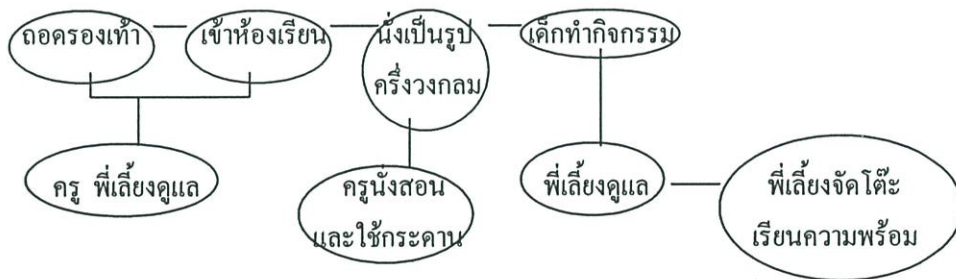 ถอดรองเท้า
เข้าห้องเรียน
นั่งเป็นรูป
ครึ่งวงกลม
เด็กทำกิจกรรม
ครู พี่เลี้ยงดูแล
ครูนั่งสอน
และใช้กระดาน
พี่เลี้ยงดูแล
พี่เลี้ยงจัดโต๊ะ
เรียนความพร้อม